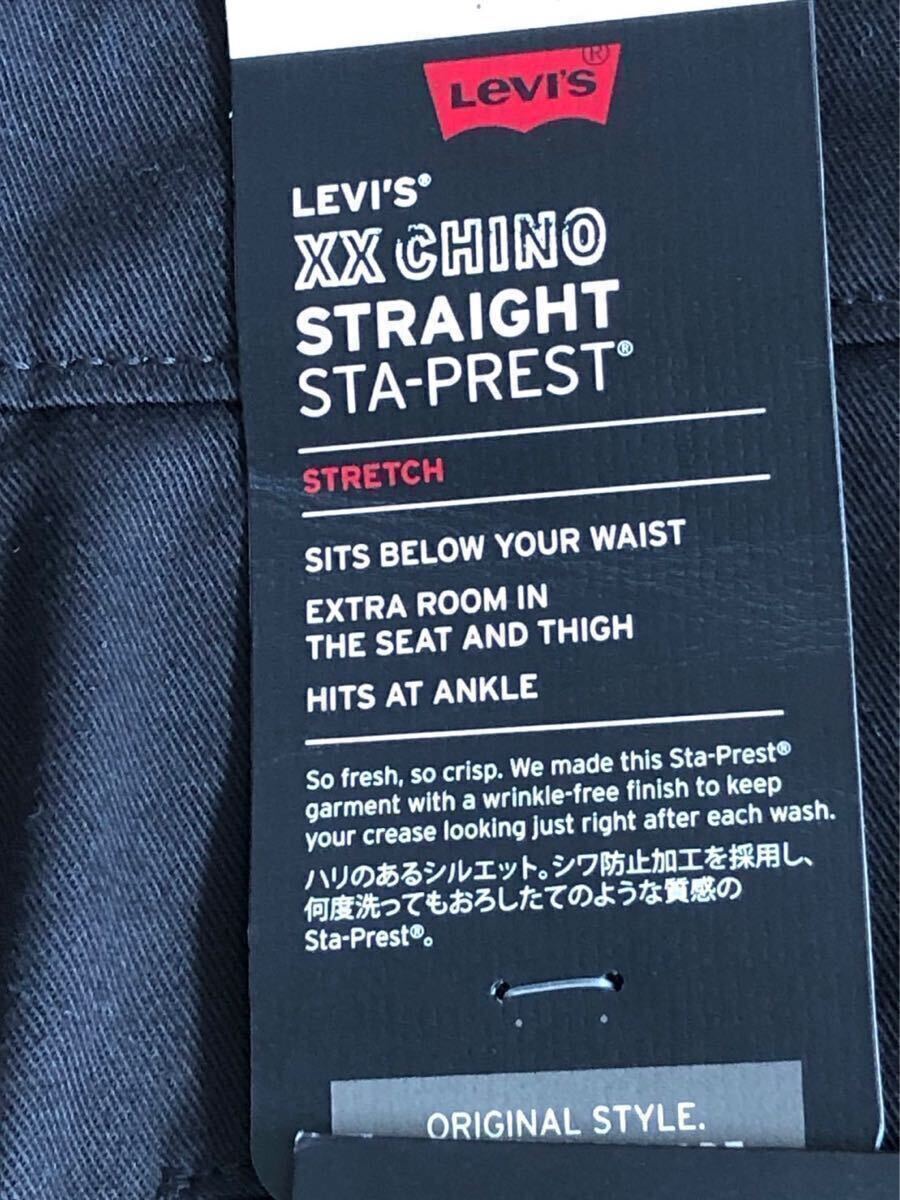 Levi's®
LEVI'S®
XX CHINO
STRAIGHT
STA-PREST®
STRETCH
SITS BELOW YOUR WAIST
EXTRA ROOM IN
THE SEAT AND THIGH
HITS AT ANKLE
So fresh, so crisp. We made this Sta-Prest®
garment with a wrinkle-free finish to keep
your crease looking just right after each wash.
ハリのあるシルエット。シワ防止加工を採用し、
何度洗ってもおろしたてのような質感の
Sta-Prest®。
ORIGINAL STYLE.